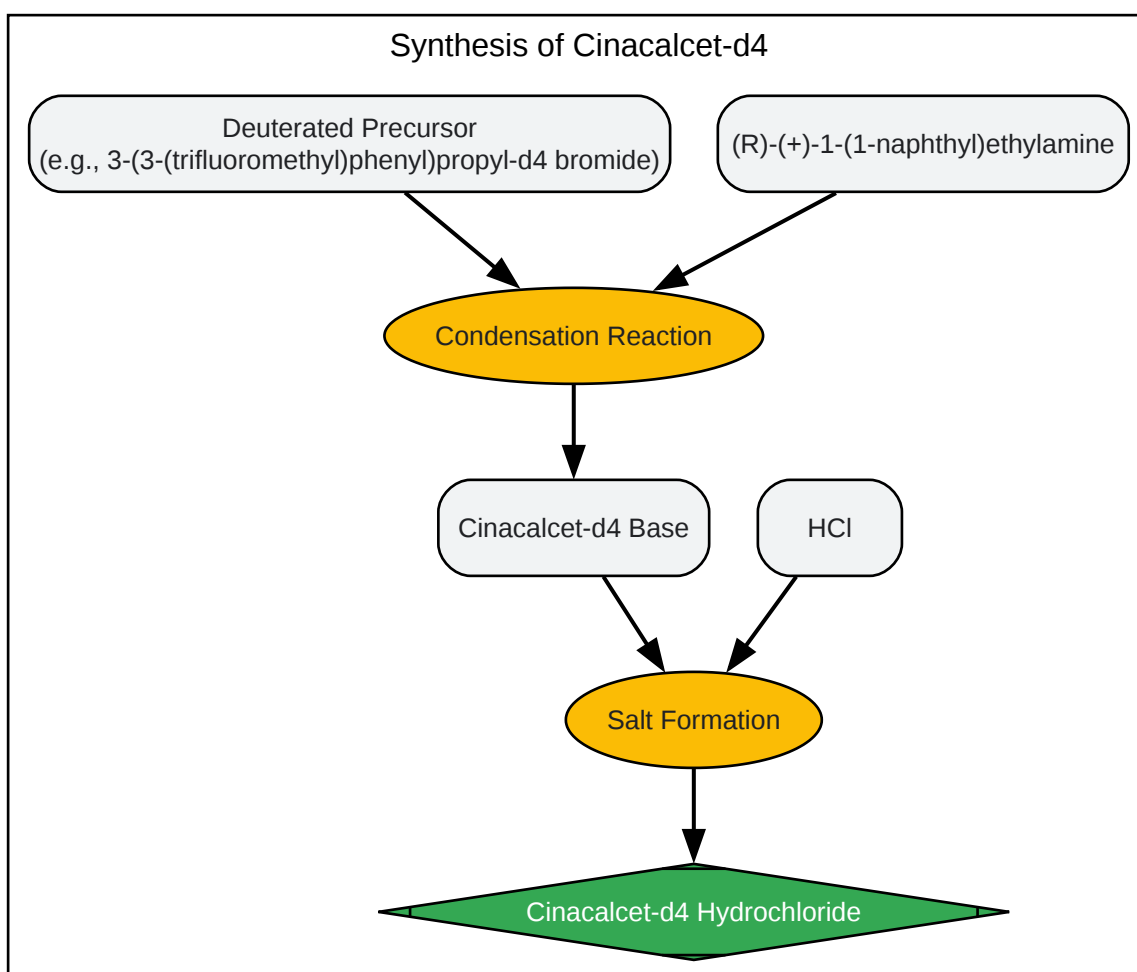 Synthesis of Cinacalcet-d4
Deuterated Precursor
(e.g., 3-(3-(trifluoromethyl)phenyl)propyl-d4 bromide)
(R)-(+)-1-(1-naphthyl)ethylamine
Condensation Reaction
Cinacalcet-d4 Base
HCl
Salt Formation
Cinacalcet-d4 Hydrochloride